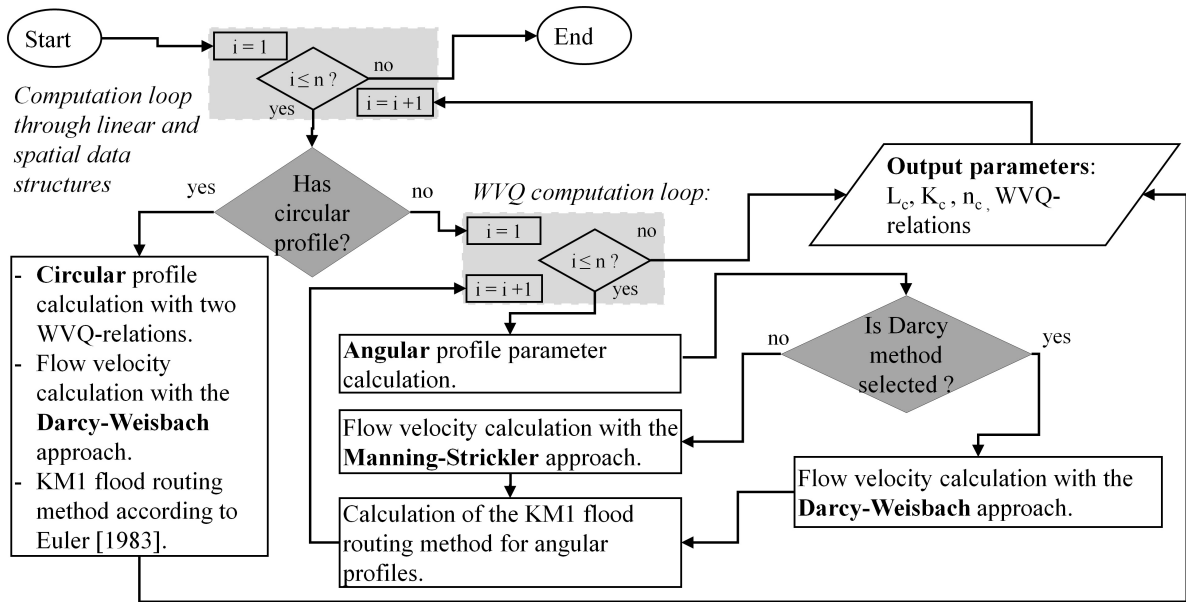 Start
i = 1
i ≤ n ?
no
yes
i = i +1
End
Computation loop
through linear and
spatial data
structures
Has
circular
profile?
yes
no
- Circular profile
calculation with two
WVQ-relations.
- Flow velocity
calculation with the
Darcy-Weisbach
approach.
- KM1 flood routing
method according to
Euler [1983].
WVQ computation loop:
i = 1
i ≤ n ?
no
yes
i = i +1
Output parameters:
Lc, Kc , nc , WVQ-
relations
Angular profile parameter
calculation.
Is Darcy
method
selected ?
no
yes
Flow velocity calculation with the
Manning-Strickler approach.
Flow velocity calculation with the
Darcy-Weisbach approach.
Calculation of the KM1 flood
routing method for angular
profiles.